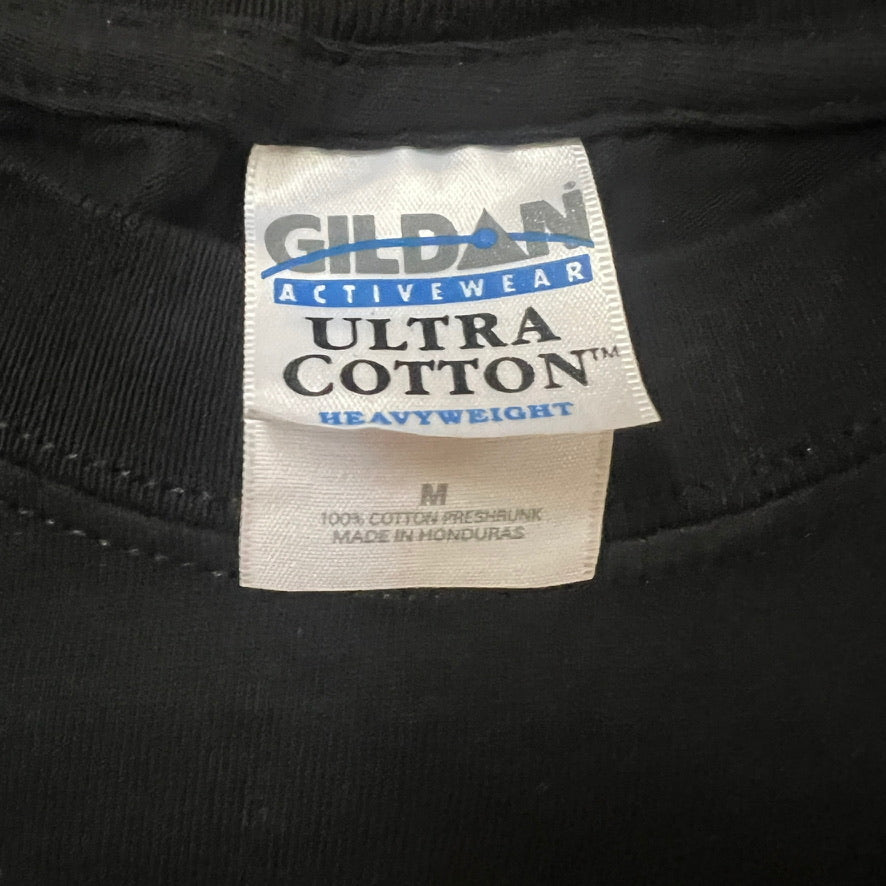 GILDAN®
ACTIVEWEAR
ULTRA
COTTON™
HEAVYWEIGHT
M
100% COTTON PRESHRUNK
MADE IN HONDURAS